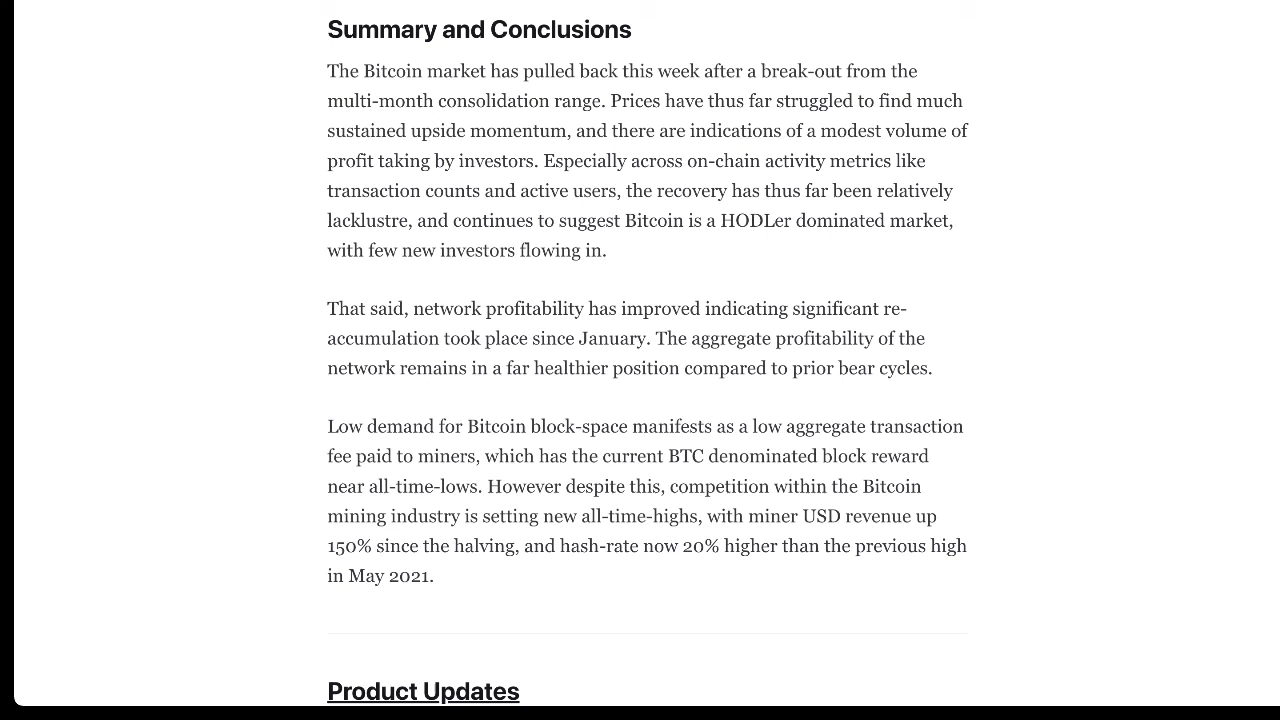 Summary and Conclusions
The Bitcoin market has pulled back this week after a break-out from the
multi-month consolidation range. Prices have thus far struggled to find much
sustained upside momentum, and there are indications of a modest volume of
profit taking by investors. Especially across on-chain activity metrics like
transaction counts and active users, the recovery has thus far been relatively
lacklustre, and continues to suggest Bitcoin is a HODLer dominated market,
with few new investors flowing in.
That said, network profitability has improved indicating significant re-
accumulation took place since January. The aggregate profitability of the
network remains in a far healthier position compared to prior bear cycles.
Low demand for Bitcoin block-space manifests as a low aggregate transaction
fee paid to miners, which has the current BTC denominated block reward
near all-time-lows. However despite this, competition within the Bitcoin
mining industry is setting new all-time-highs, with miner USD revenue up
150% since the halving, and hash-rate now 20% higher than the previous high
in May 2021.
Product Updates